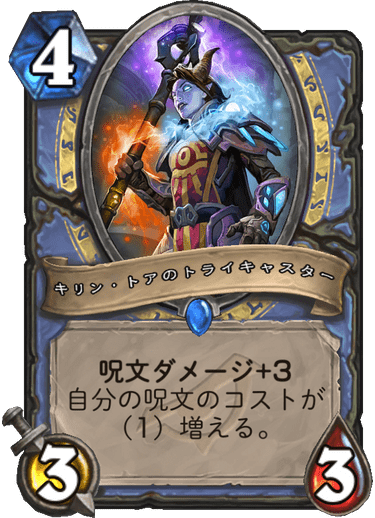 4
キリン・トアのトライキャスター
呪文ダメージ+3
自分の呪文のコストが
（1）増える。
3
3